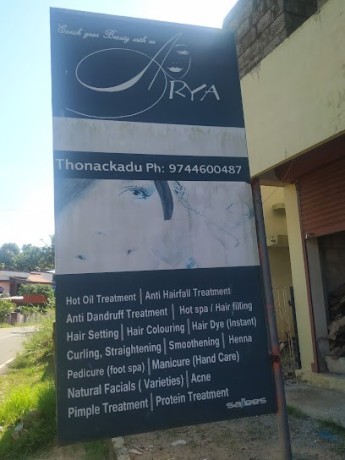 Enrich your Beauty with us
ARYA
Thonackadu Ph: 9744600487
Hot Oil Treatment | Anti Hairfall Treatment
Anti Dandruff Treatment | Hot spa / Hair filling
Hair Setting | Hair Colouring | Hair Dye (instant)
Curling, Straightening | Smoothening | Henna
Pedicure (foot spa) | Manicure (Hand Care)
Natural Facials ( Varieties) | Acne
Pimple Treatment | Protein Treatment